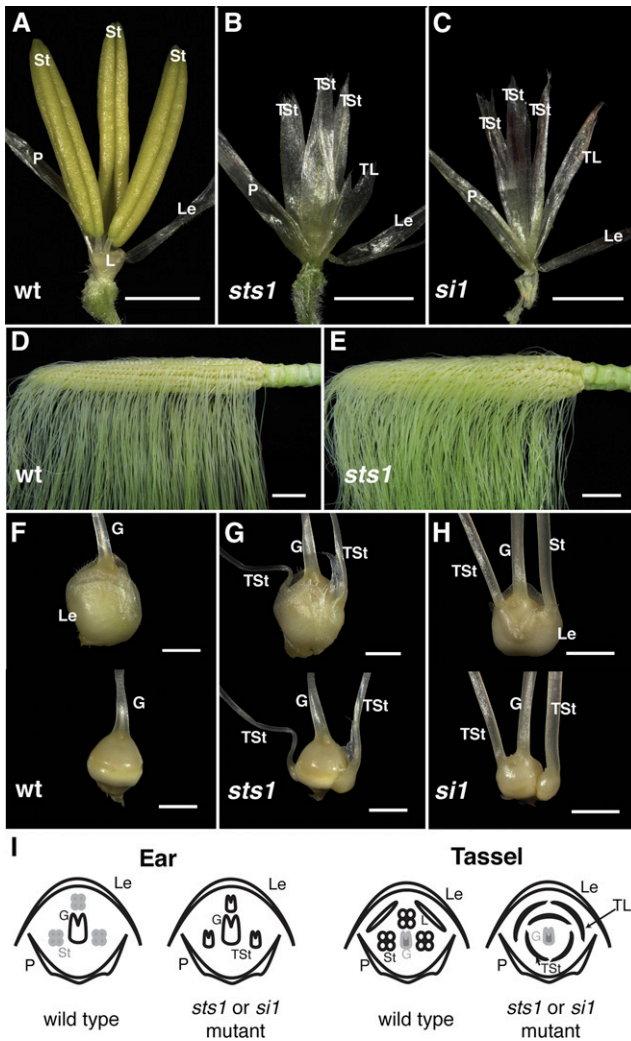 A
St
St
St
P
Le
L
wt
B
TSt
TSt
TSt
TL
P
Le
sts1
C
TSt
TSt
TSt
TL
P
Le
si1
D
wt
E
sts1
F
G
Le
G
wt
G
G
TSt
TSt
G
TSt
TSt
sts1
H
G
St
TSt
Le
G
TSt
TSt
si1
I
Ear
Tassel
Le
G
St
P
wild type
G
TSt
sts1 or si1
mutant
Le
L
St
G
P
wild type
Le
TL
G
P
TSt
sts1 or si1
mutant